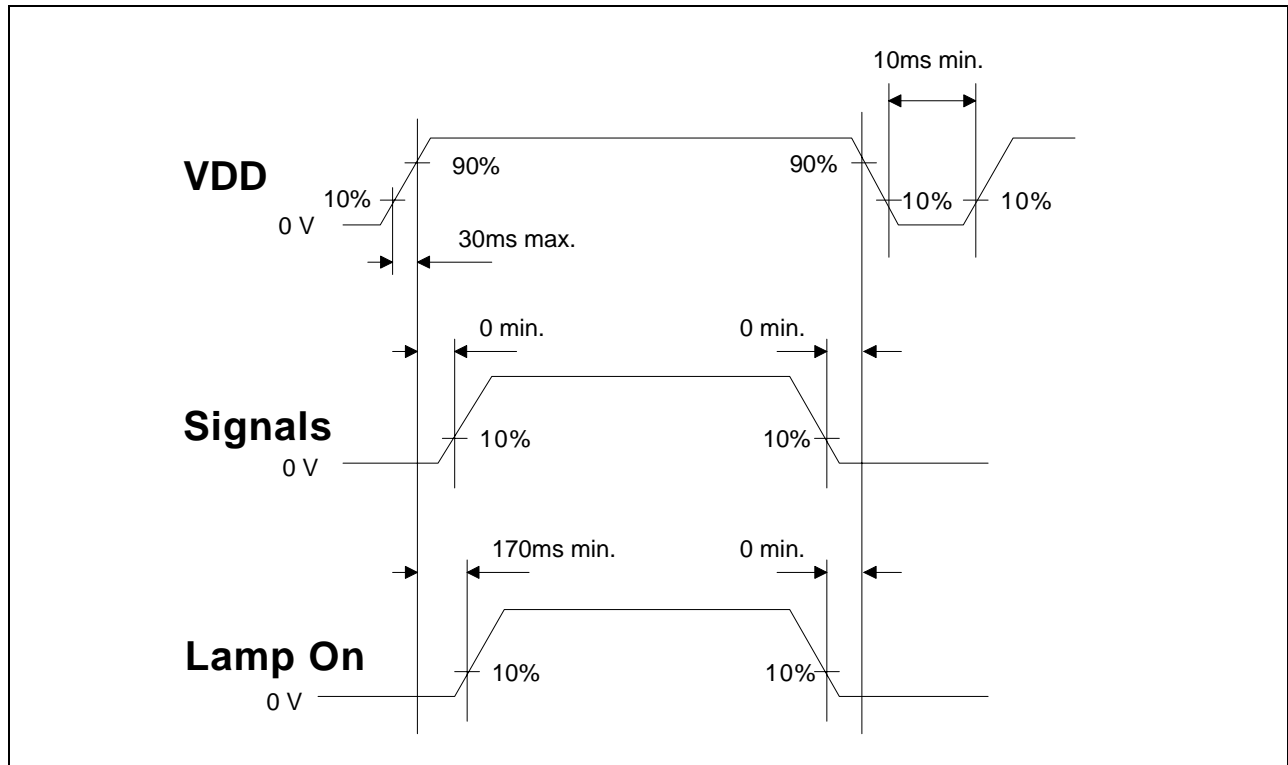 10ms min.
VDD
90%
90%
10%
10%
10%
0 V
30ms max.
0 min.
0 min.
Signals
10%
10%
0 V
170ms min.
0 min.
Lamp On
10%
10%
0 V